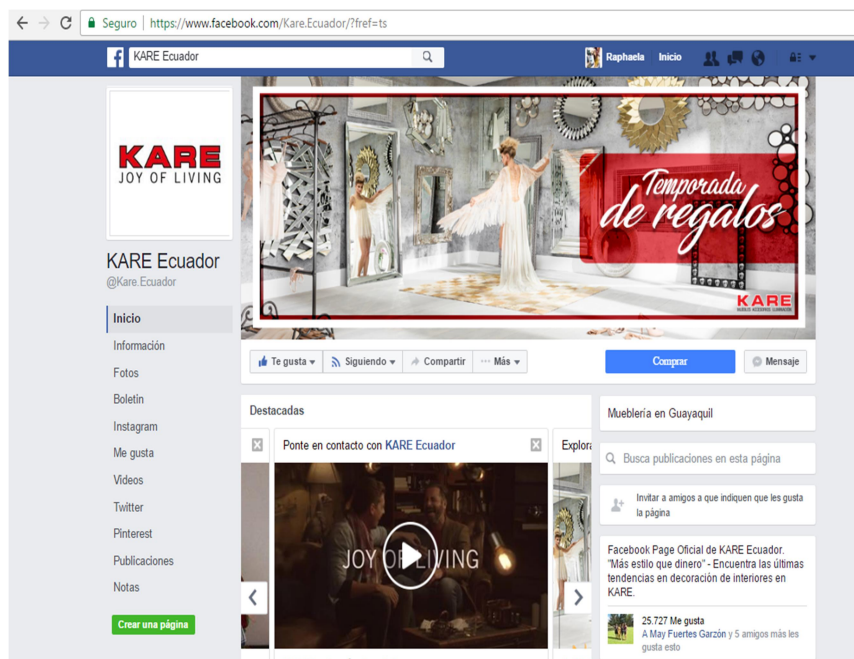 Seguro | https://www.facebook.com/Kare.Ecuador/?fref=ts
KARE Ecuador
Raphaela
Inicio
KARE
JOY OF LIVING
Temporada
de regalos
KARE
KARE Ecuador
@Kare.Ecuador
Inicio
Información
Fotos
Boletin
Instagram
Me gusta
Videos
Twitter
Pinterest
Publicaciones
Notas
Crear una página
Te gusta
Siguiendo
Compartir
Más
Comprar
Mensaje
Destacadas
Ponte en contacto con KARE Ecuador
Explora
JOY OF LIVING
Mueblería en Guayaquil
Busca publicaciones en esta página
Invitar a amigos a que indiquen que les gusta
la página
Facebook Page Oficial de KARE Ecuador.
"Más estilo que dinero" - Encuentra las últimas
tendencias en decoración de interiores en
KARE.
25.727 Me gusta
A May Fuertes Garzón y 5 amigos más les
gusta esto